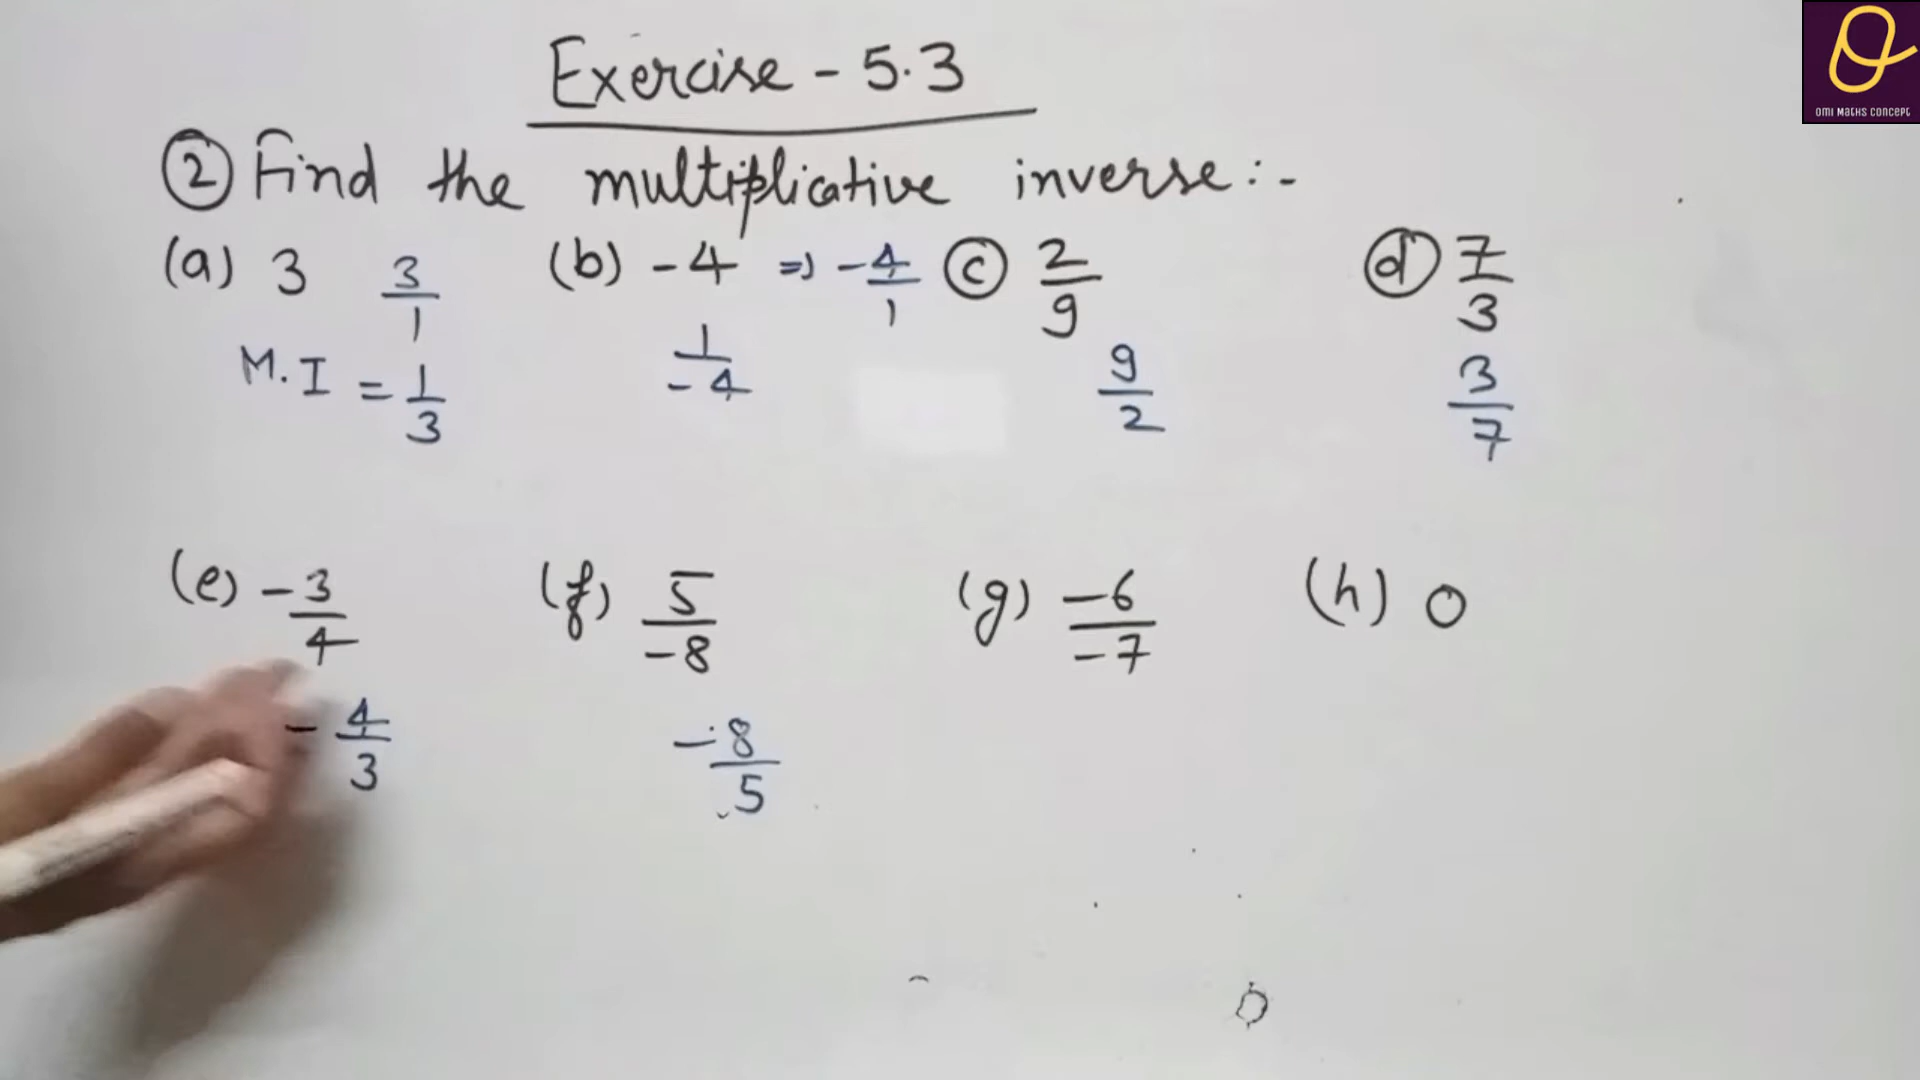 Exercise - 5.3
② Find the multiplicative inverse :-
(a) 3 3/1 (b) -4 ⇒ -4/1 ⓒ 2/9 ⓓ 7/3
M.I = 1/3 1/-4 9/2 3/7
(e) -3/4 (f) 5/-8 (g) -6/-7 (h) 0
-4/3 -8/5
OMI MATHS CONCEPT